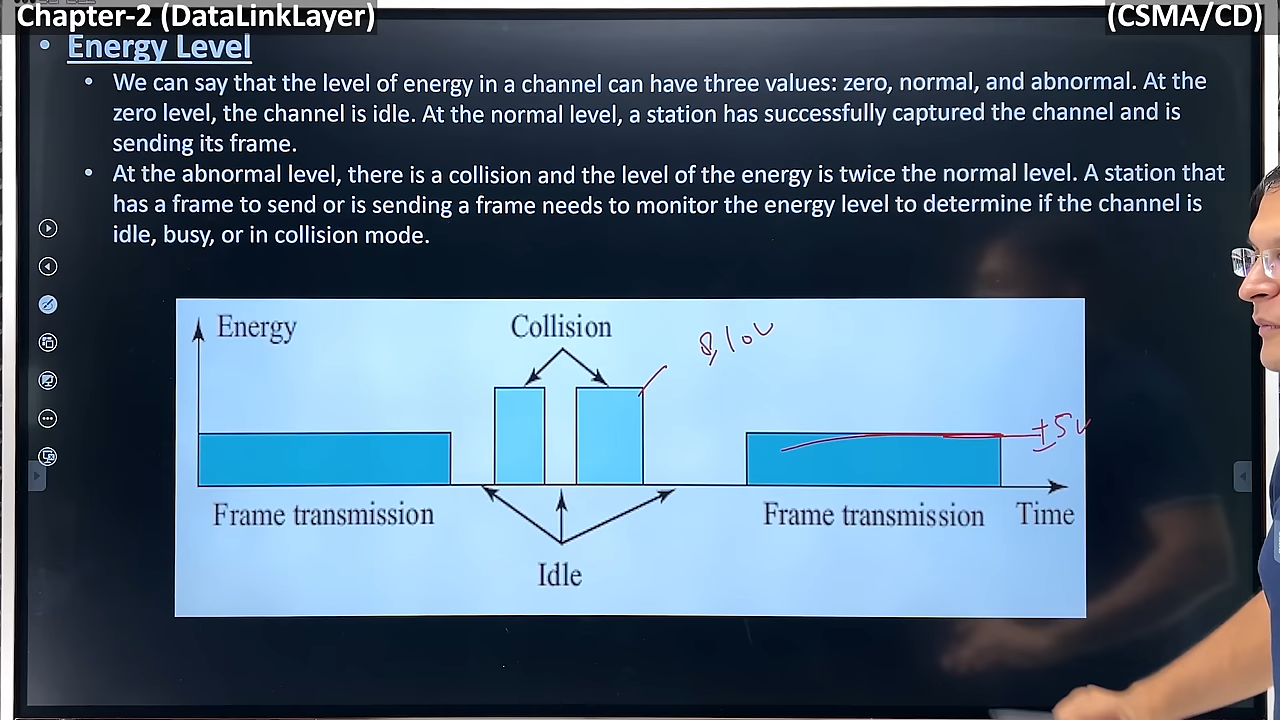 Chapter-2 (DataLinkLayer)
(CSMA/CD)
• Energy Level
• We can say that the level of energy in a channel can have three values: zero, normal, and abnormal. At the
zero level, the channel is idle. At the normal level, a station has successfully captured the channel and is
sending its frame.
• At the abnormal level, there is a collision and the level of the energy is twice the normal level. A station that
has a frame to send or is sending a frame needs to monitor the energy level to determine if the channel is
idle, busy, or in collision mode.
Energy
Collision
8,10v
±5v
Frame transmission
Frame transmission
Time
Idle